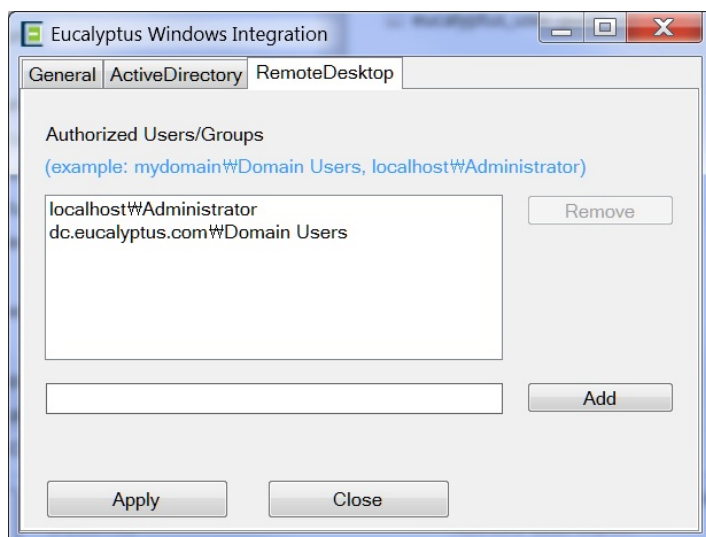 Eucalyptus Windows Integration
General ActiveDirectory RemoteDesktop
Authorized Users/Groups
(example: mydomain₩Domain Users, localhost₩Administrator)
localhost₩Administrator
Remove
dc.eucalyptus.com₩Domain Users
Add
Apply Close